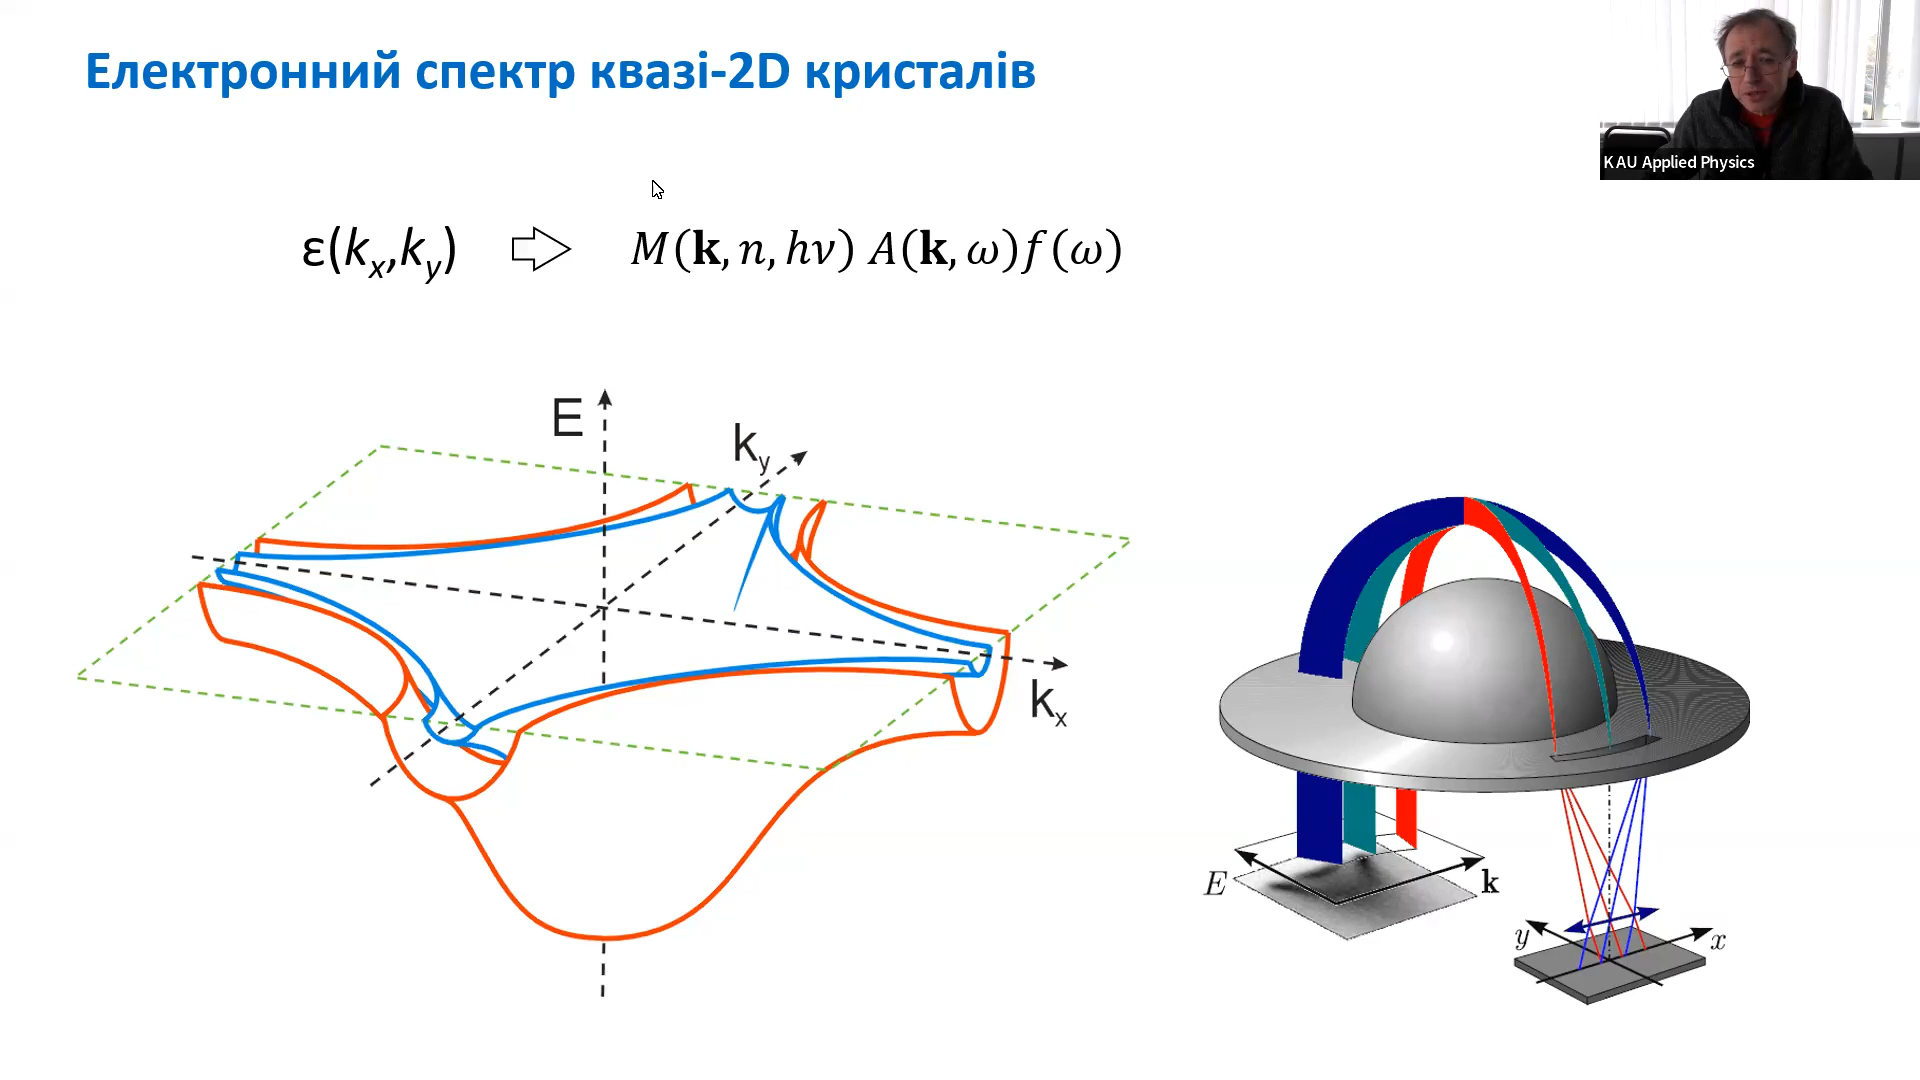 Електронний спектр квазі-2D кристалів
K AU Applied Physics
ε(kx,ky) ⇨ M(k, n, hν) A(k, ω)f(ω)
E
ky
kx
E
k
y
x